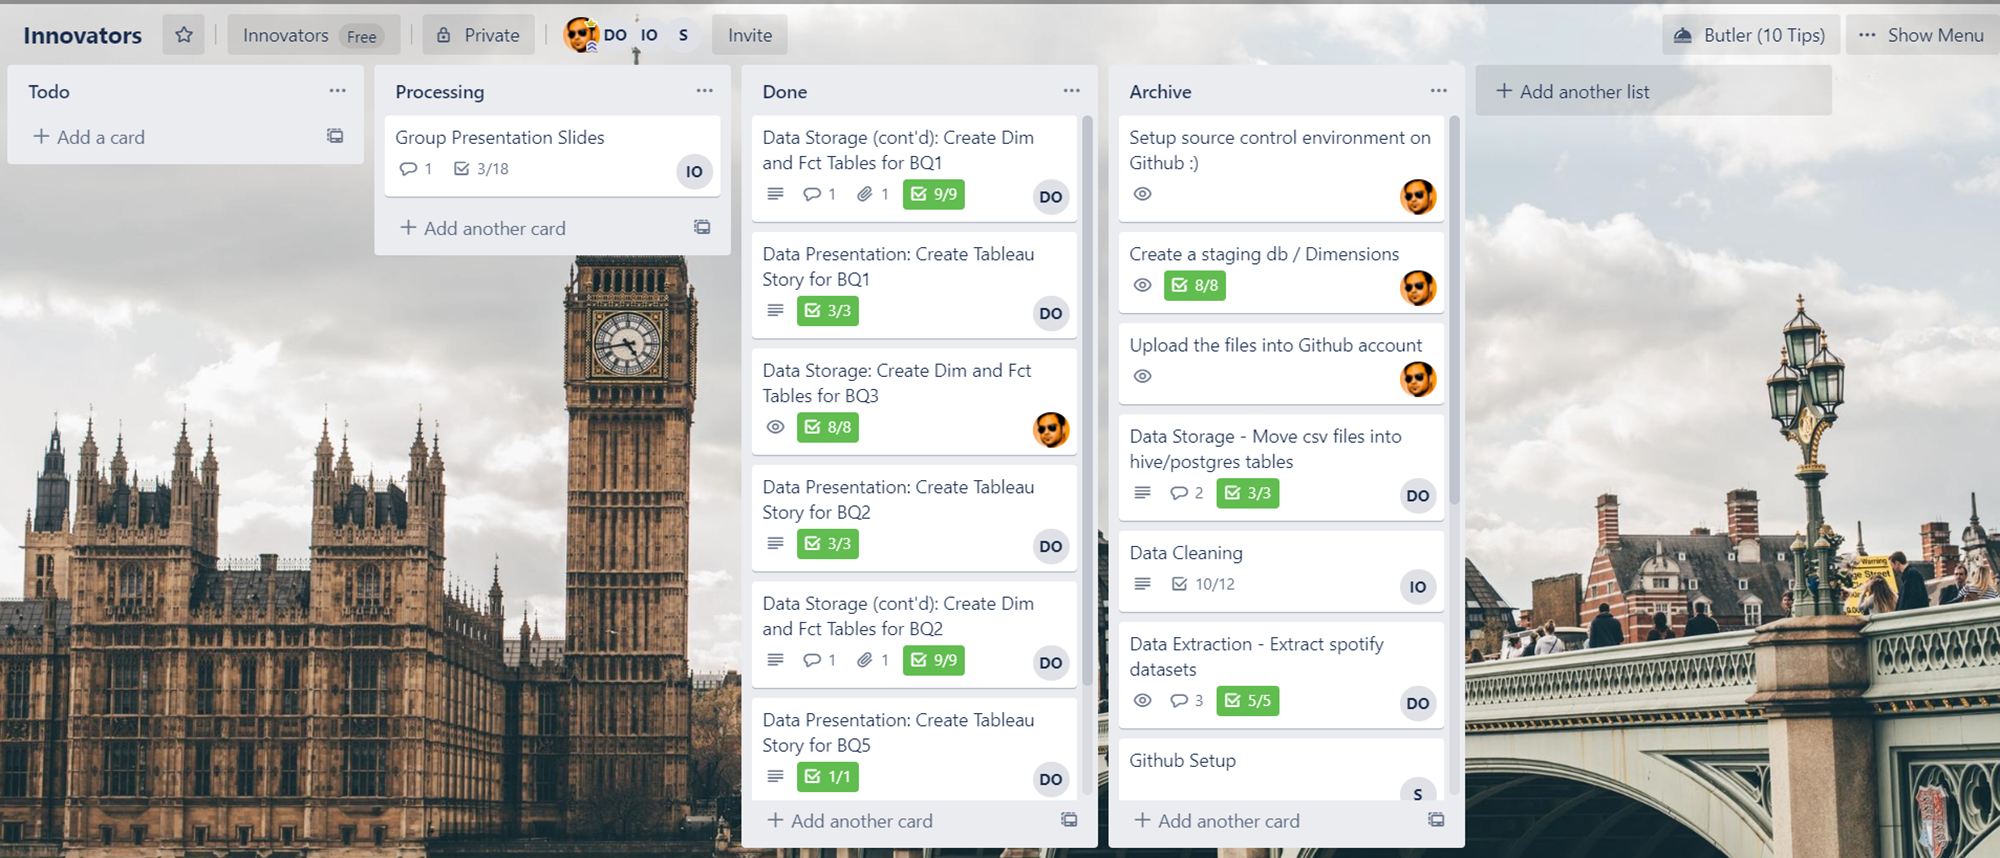 Innovators
Innovators Free
Private
DO
IO
S
Invite
Butler (10 Tips)
Show Menu
Todo
Add a card
Processing
Group Presentation Slides
1 3/18
IO
Add another card
Done
Data Storage (cont'd): Create Dim
and Fct Tables for BQ1
1 1 9/9
DO
Data Presentation: Create Tableau
Story for BQ1
3/3
DO
Data Storage: Create Dim and Fct
Tables for BQ3
8/8
Data Presentation: Create Tableau
Story for BQ2
3/3
DO
Data Storage (cont'd): Create Dim
and Fct Tables for BQ2
1 1 9/9
DO
Data Presentation: Create Tableau
Story for BQ5
1/1
DO
Add another card
Archive
Setup source control environment on
Github :)
Create a staging db / Dimensions
8/8
Upload the files into Github account
Data Storage - Move csv files into
hive/postgres tables
2 3/3
DO
Data Cleaning
10/12
IO
Data Extraction - Extract spotify
datasets
3 5/5
DO
Github Setup
S
Add another card
Add another list
Warning
Street